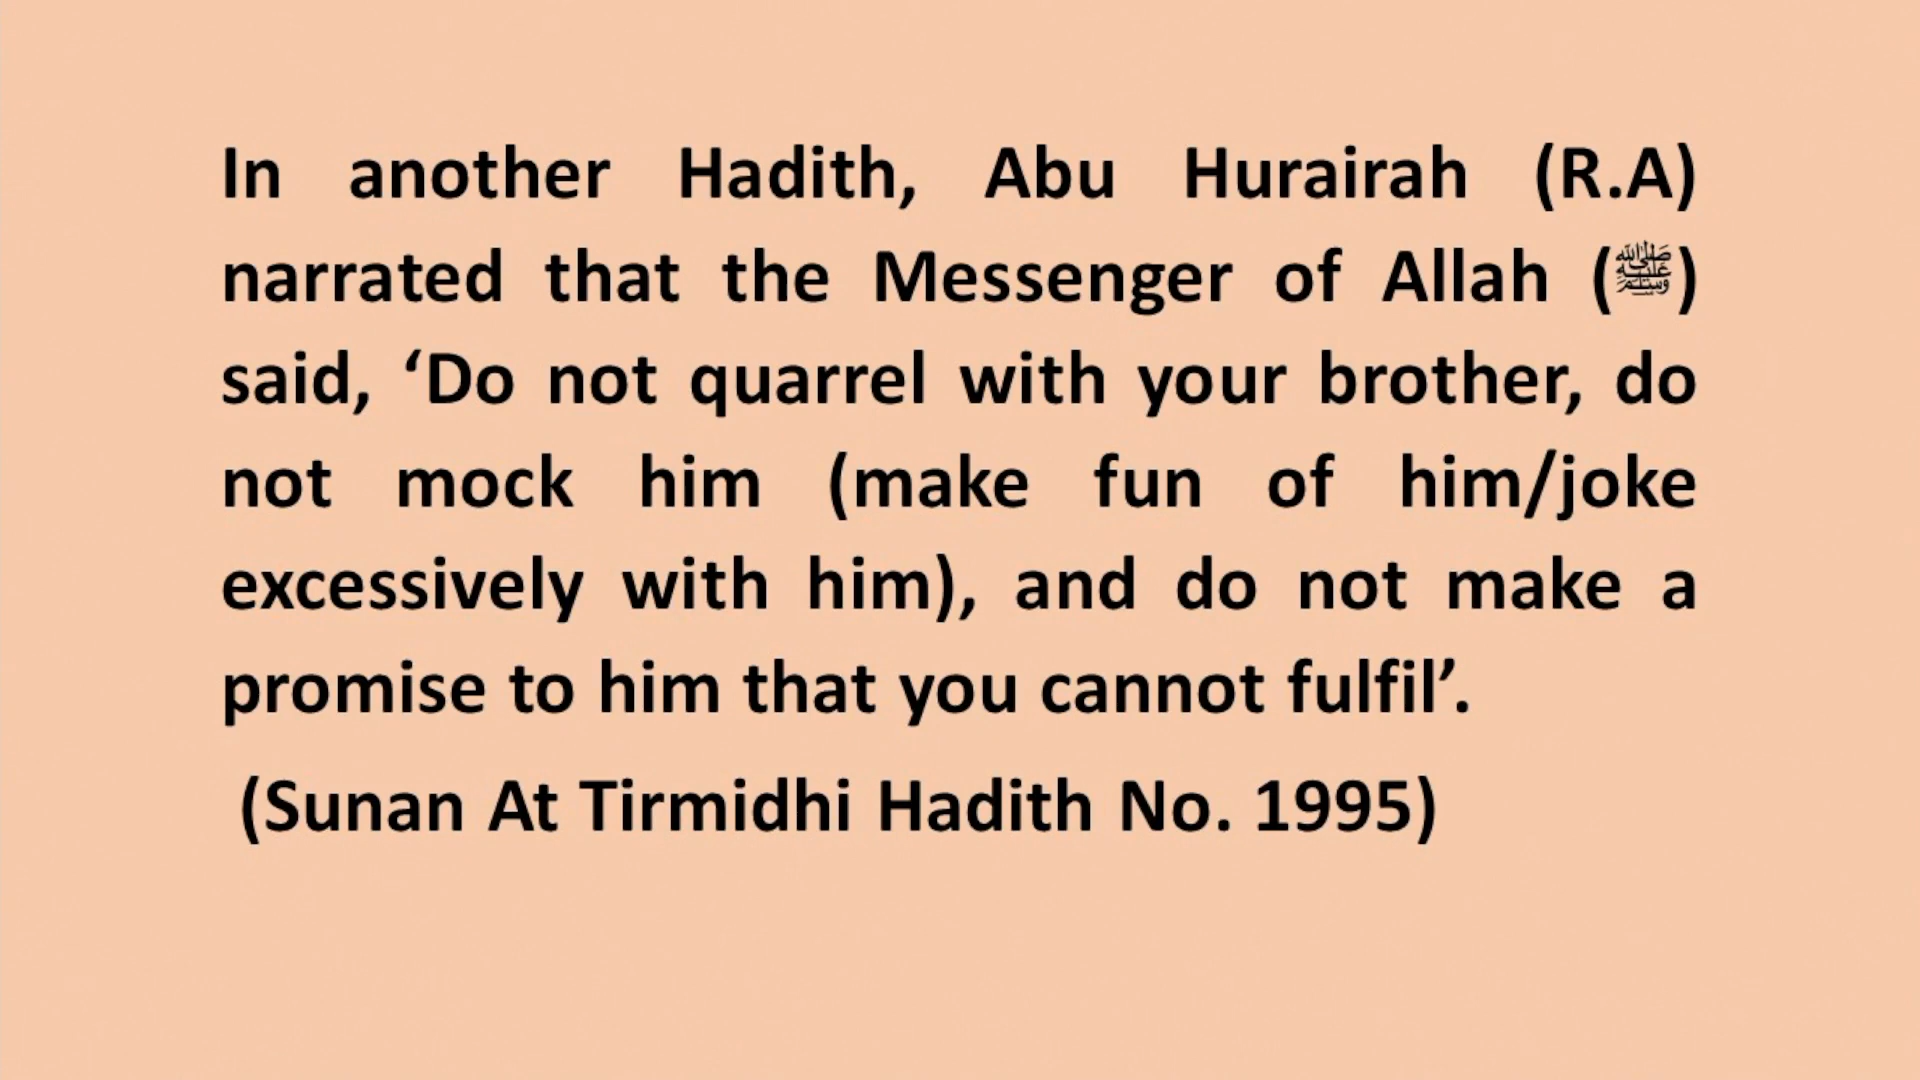 In another Hadith, Abu Hurairah (R.A)
narrated that the Messenger of Allah (ﷺ)
said, ‘Do not quarrel with your brother, do
not mock him (make fun of him/joke
excessively with him), and do not make a
promise to him that you cannot fulfil’.
(Sunan At Tirmidhi Hadith No. 1995)